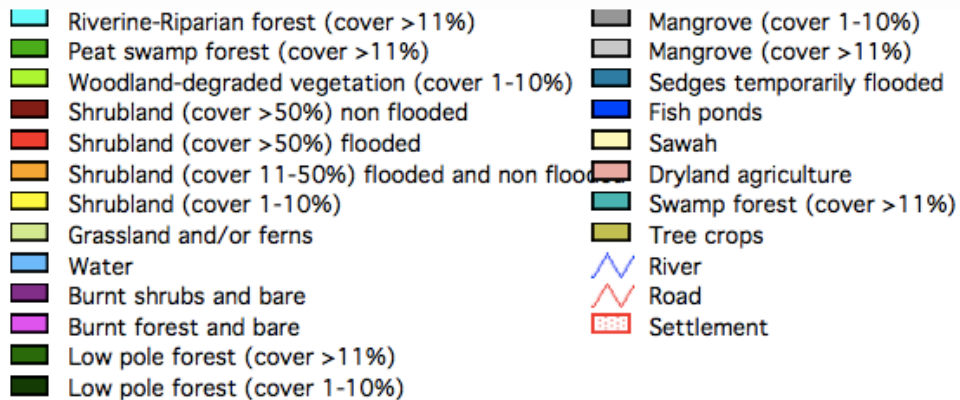 Riverine-Riparian forest (cover >11%)
Peat swamp forest (cover >11%)
Woodland-degraded vegetation (cover 1-10%)
Shrubland (cover >50%) non flooded
Shrubland (cover >50%) flooded
Shrubland (cover 11-50%) flooded and non flood
Shrubland (cover 1-10%)
Grassland and/or ferns
Water
Burnt shrubs and bare
Burnt forest and bare
Low pole forest (cover >11%)
Low pole forest (cover 1-10%)
Mangrove (cover 1-10%)
Mangrove (cover >11%)
Sedges temporarily flooded
Fish ponds
Sawah
Dryland agriculture
Swamp forest (cover >11%)
Tree crops
River
Road
Settlement